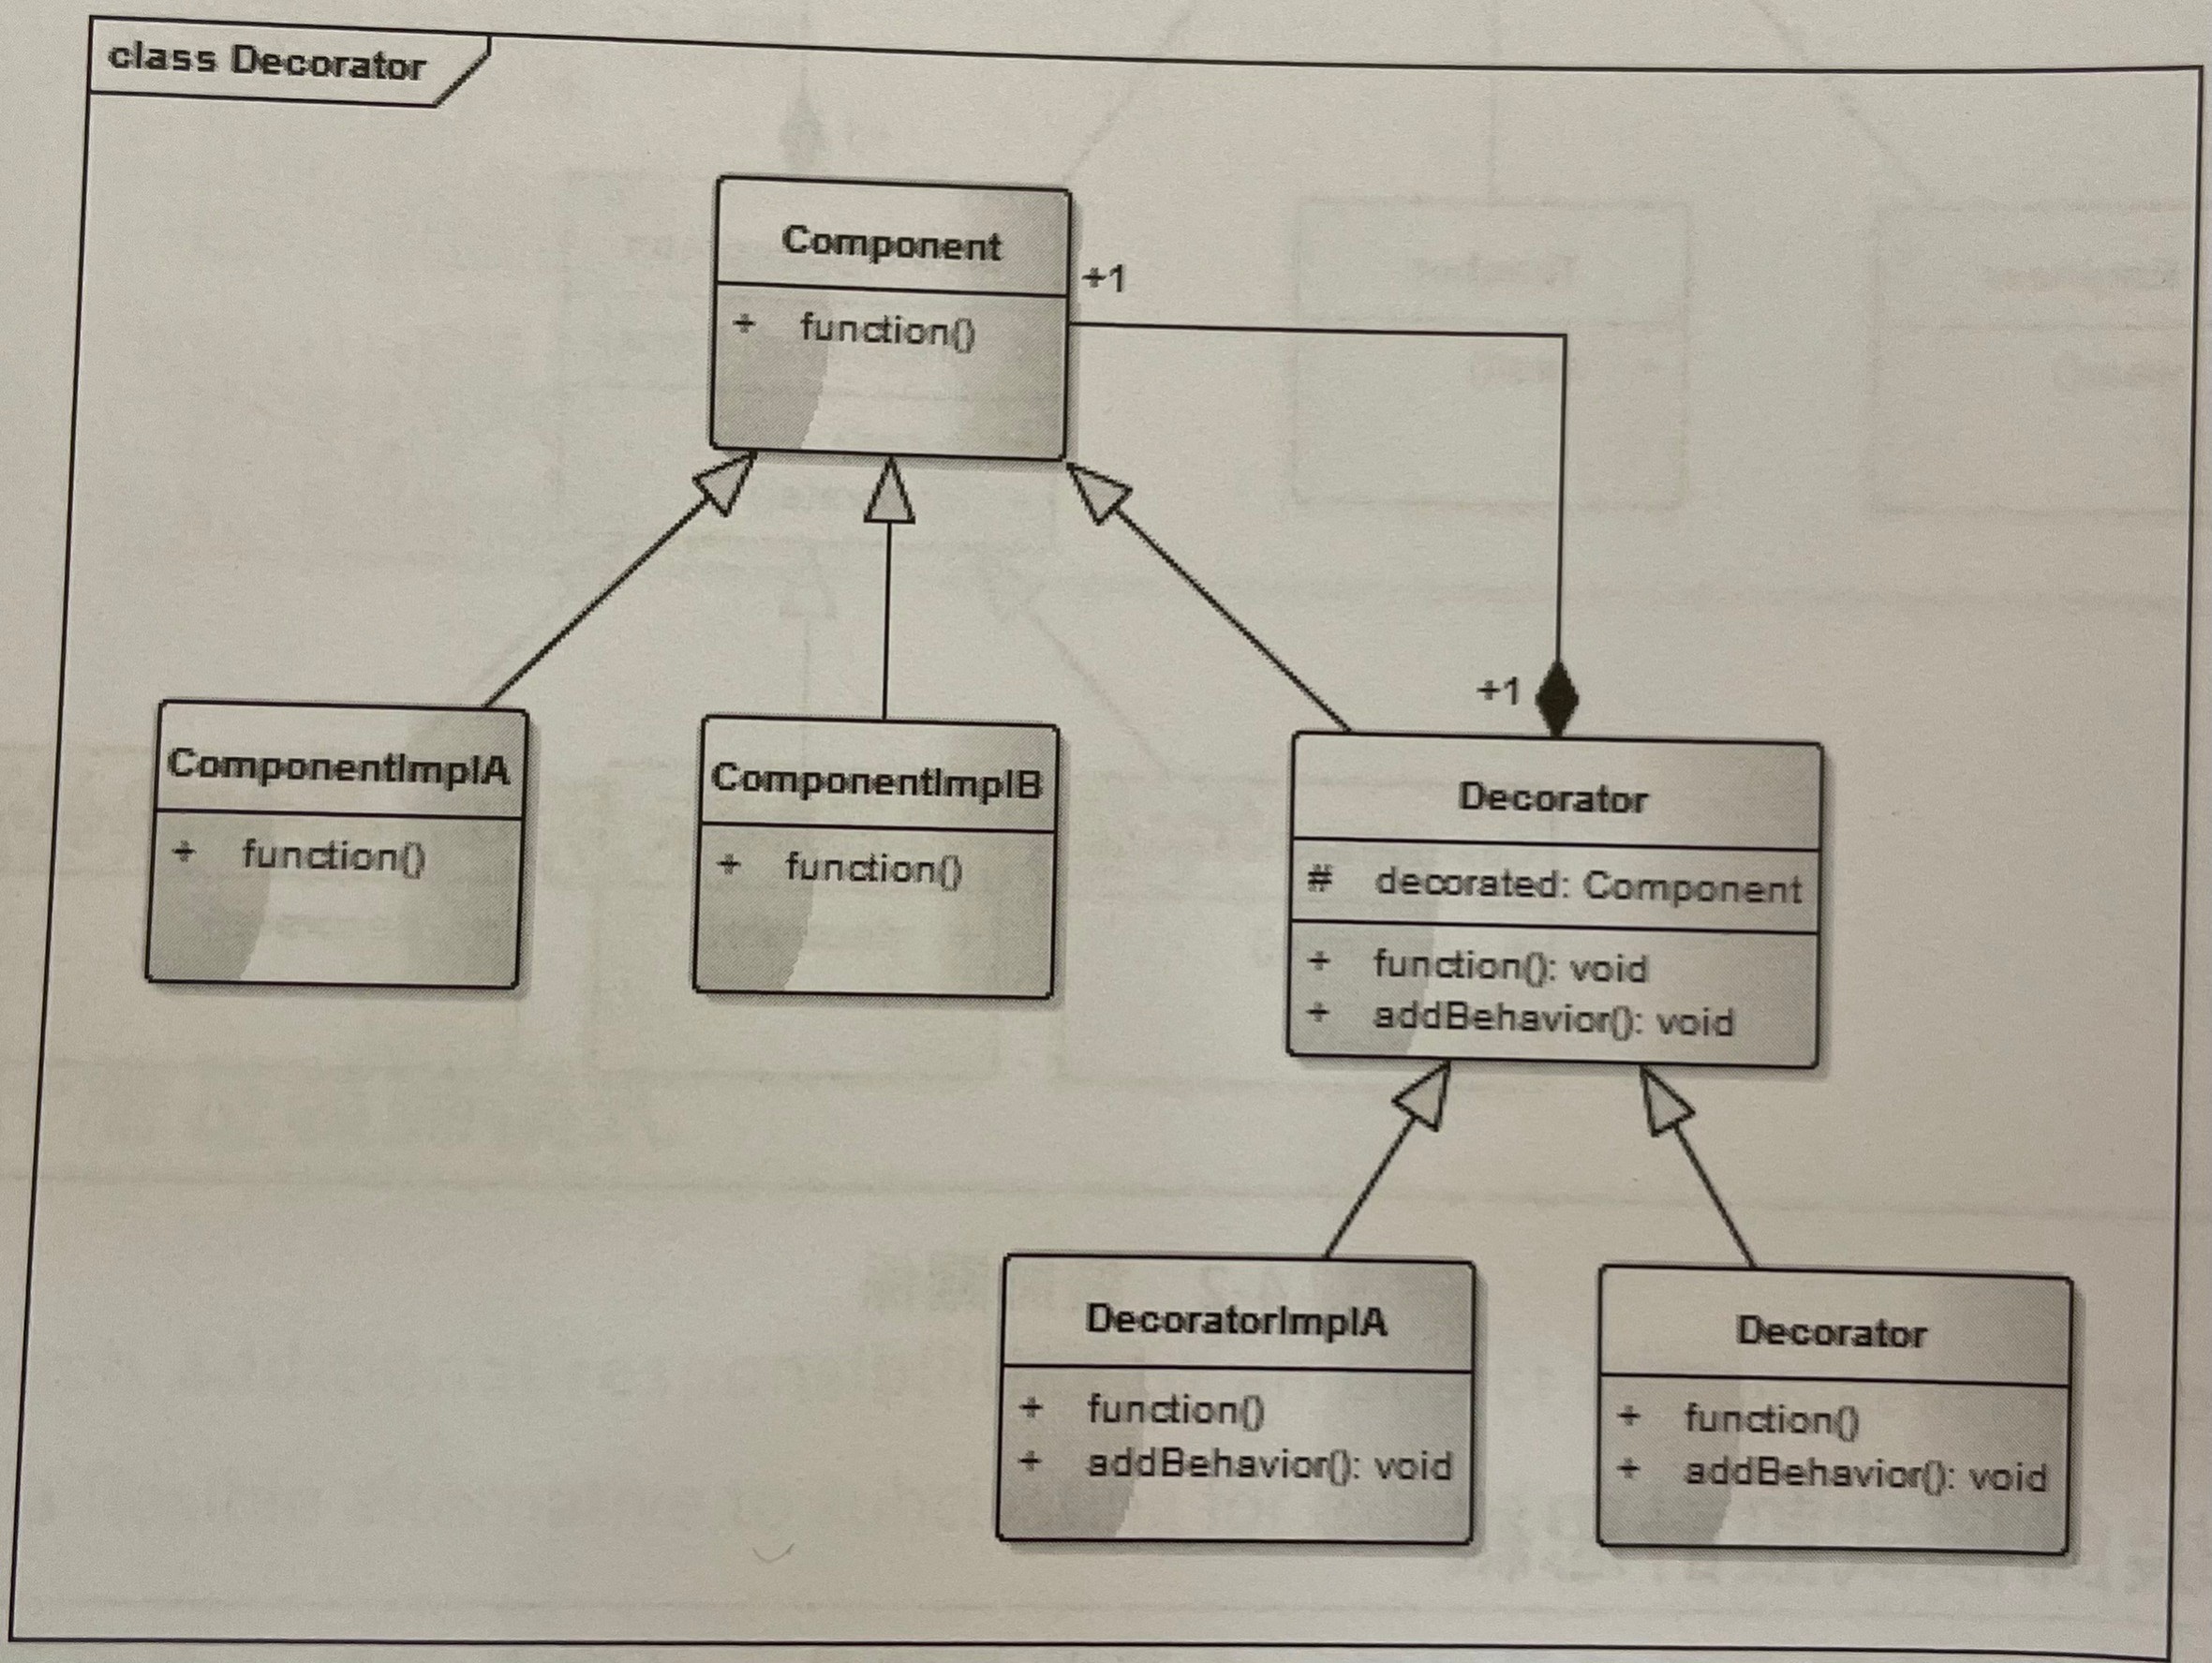 class Decorator
Component
+1
+ function()
+1
ComponentImplA
+ function()
ComponentImplB
+ function()
Decorator
# decorated: Component
+ function(): void
+ addBehavior(): void
DecoratorImplA
+ function()
+ addBehavior(): void
Decorator
+ function()
+ addBehavior(): void